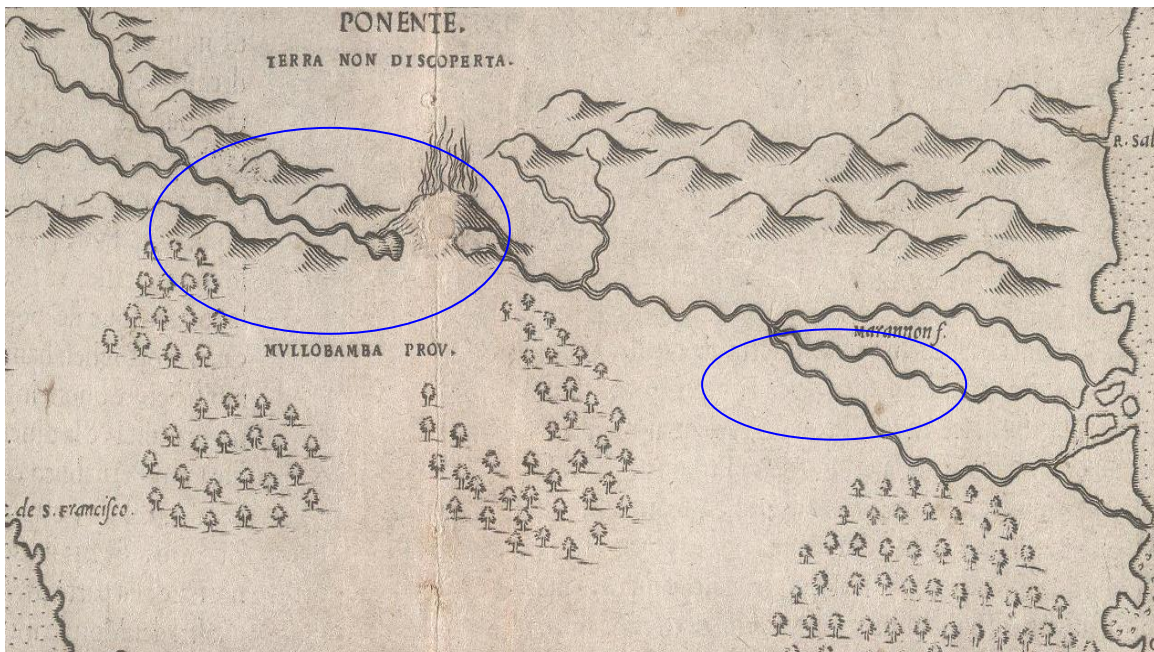 PONENTE.
TERRA NON DISCOPERTA.
R. Sal
Marannon f.
MVLLOBAMBA PROV.
C. de S. Francisco.